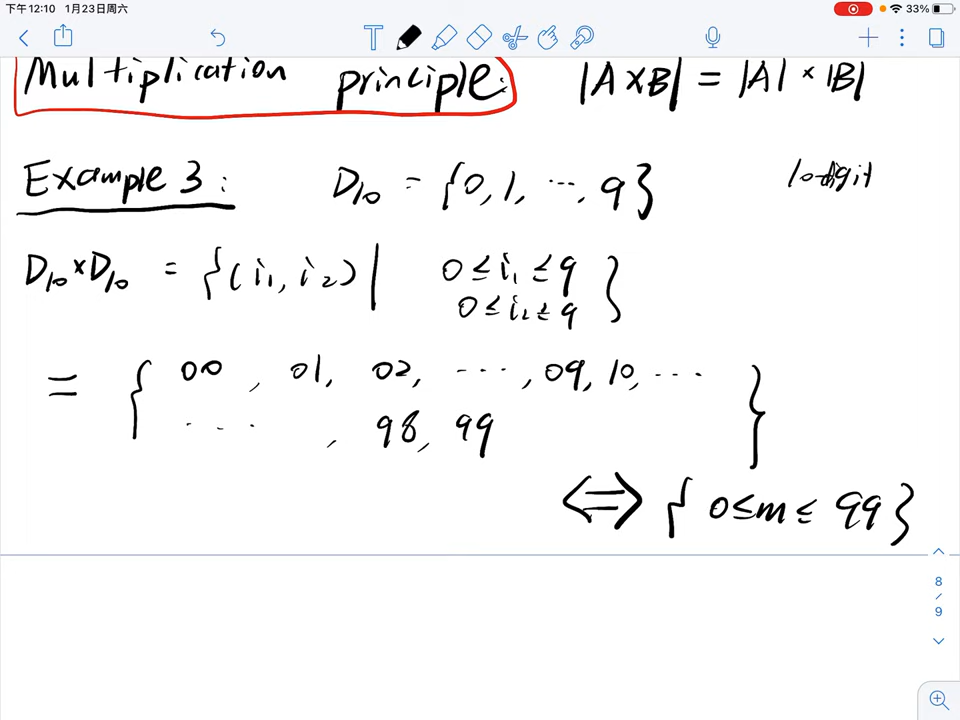 下午12:10 1月23日周六
33%
Multiplication principle: |A×B| = |A| × |B|
Example 3: D₁₀ = {0, 1, ..., 9} 10-digit
D₁₀×D₁₀ = {(i₁, i₂) | 0 ≤ i₁ ≤ 9
0 ≤ i₂ ≤ 9 }
= { 00, 01, 02, ..., 09, 10, ...
..., 98, 99 }
⟺ { 0≤m≤ 99 }
8
/
9